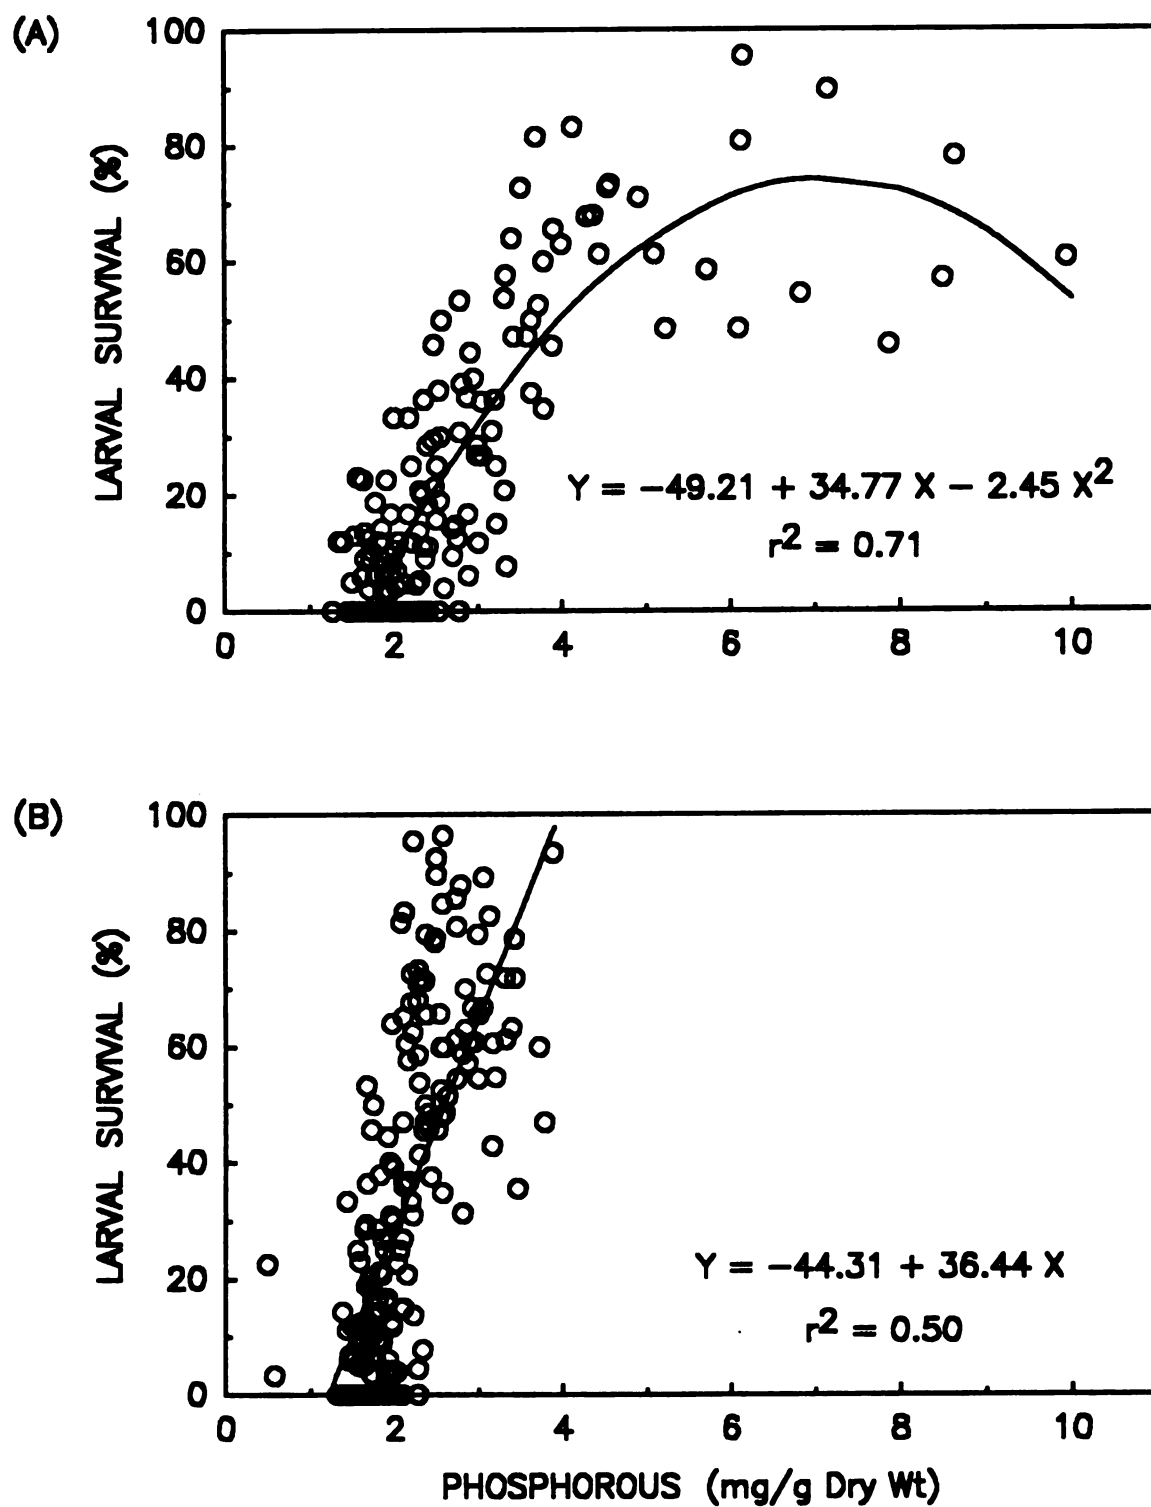 (A)
100
80
60
40
20
0
LARVAL SURVIVAL (%)
Y = −49.21 + 34.77 X − 2.45 X²
r² = 0.71
0 2 4 6 8 10
(B)
100
80
60
40
20
0
LARVAL SURVIVAL (%)
Y = −44.31 + 36.44 X
r² = 0.50
0 2 4 6 8 10
PHOSPHOROUS (mg/g Dry Wt)